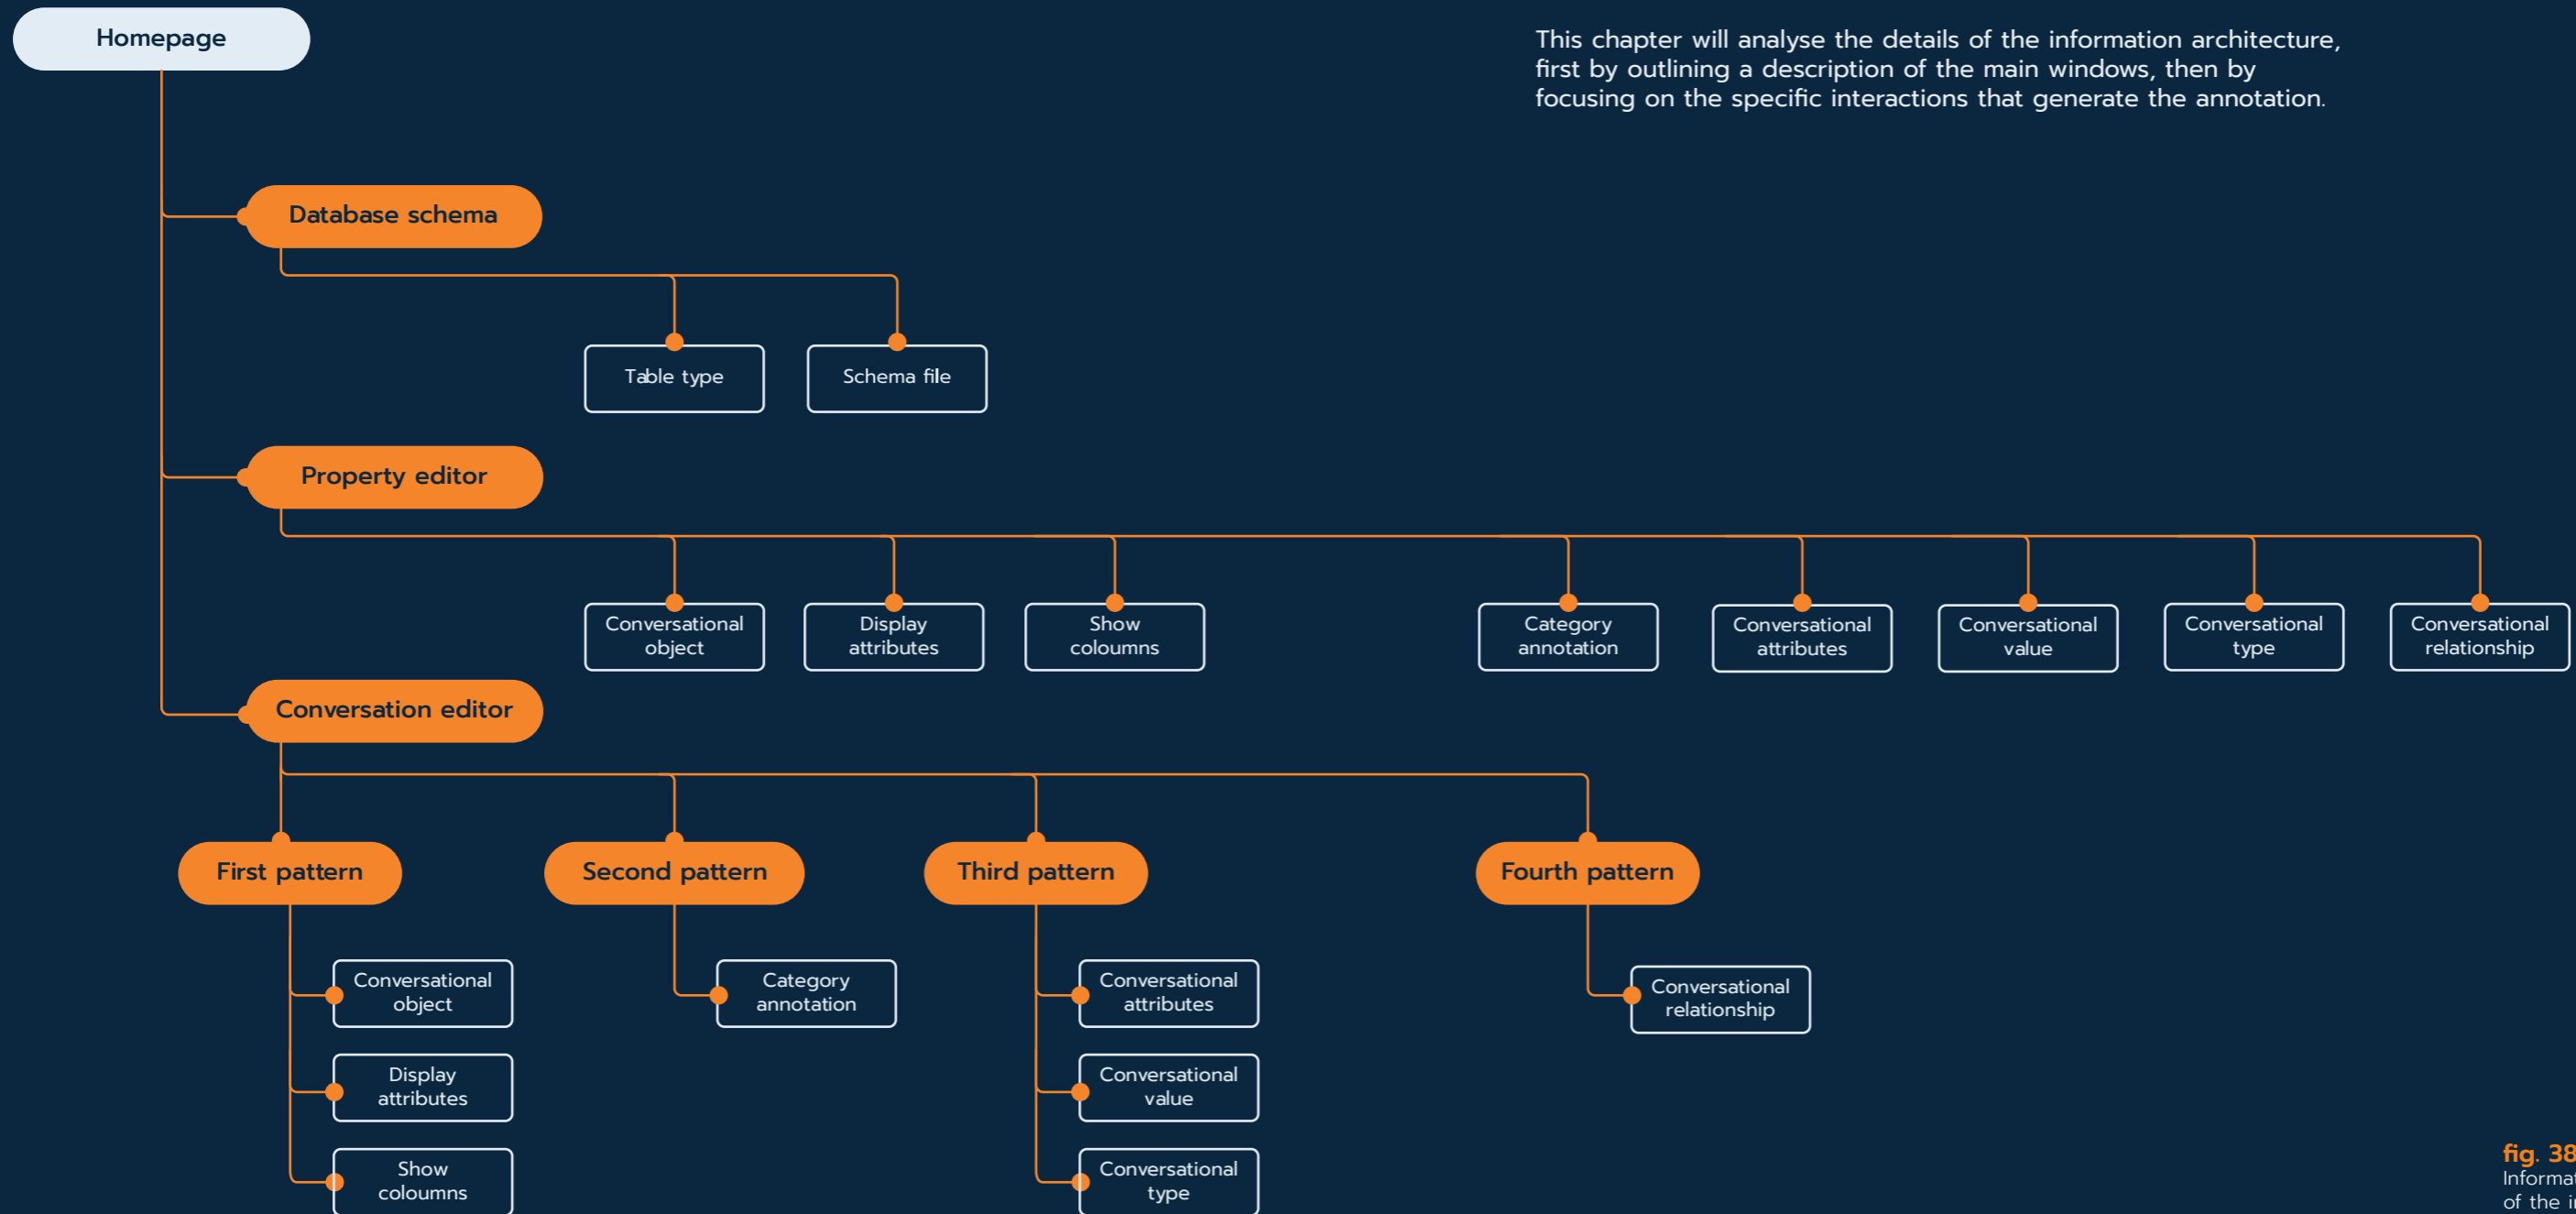 Homepage
This chapter will analyse the details of the information architecture,
first by outlining a description of the main windows, then by
focusing on the specific interactions that generate the annotation.
Database schema
Table type
Schema file
Property editor
Conversational
object
Display
attributes
Show
coloumns
Category
annotation
Conversational
attributes
Conversational
value
Conversational
type
Conversational
relationship
Conversation editor
First pattern
Second pattern
Third pattern
Fourth pattern
Conversational
object
Display
attributes
Show
coloumns
Category
annotation
Conversational
attributes
Conversational
value
Conversational
type
Conversational
relationship
fig. 38
of the